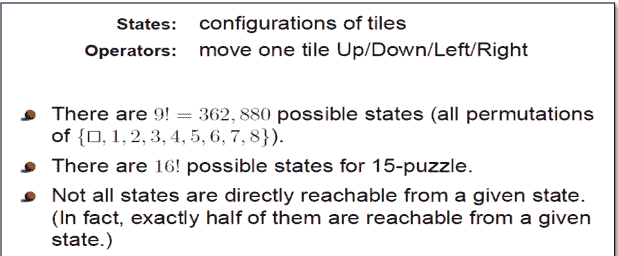 States: configurations of tiles
Operators: move one tile Up/Down/Left/Right
There are 9! = 362, 880 possible states (all permutations
of {□, 1, 2, 3, 4, 5, 6, 7, 8}).
There are 16! possible states for 15-puzzle.
Not all states are directly reachable from a given state.
(In fact, exactly half of them are reachable from a given
state.)